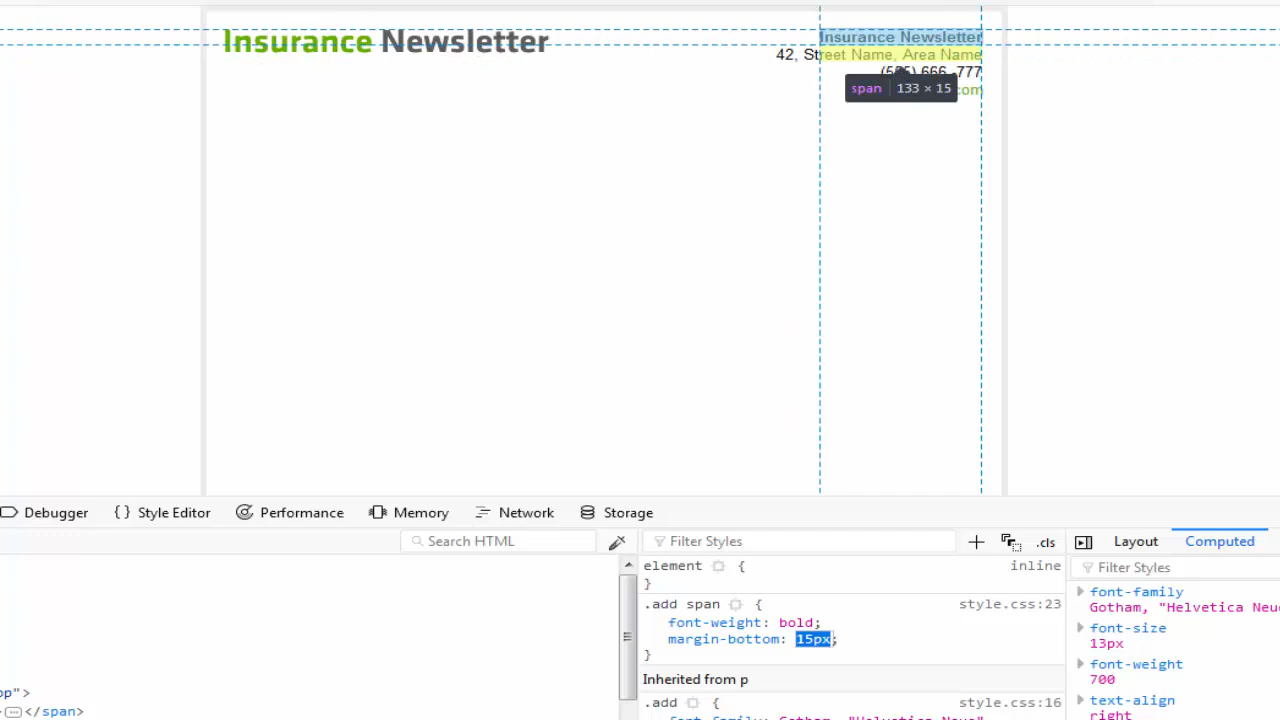 Insurance Newsletter
Insurance Newsletter
42, Street Name, Area Name
span 133 × 15
Debugger
{} Style Editor
Performance
Memory
Network
Storage
Search HTML
Filter Styles
+ .cls
Layout
Computed
Filter Styles
element {
inline
}
.add span {
style.css:23
font-weight: bold;
margin-bottom: 15px;
}
Inherited from p
.add {
style.css:16
font-family
Gotham, "Helvetica Neue
font-size
13px
font-weight
700
text-align
right
op">
</span>